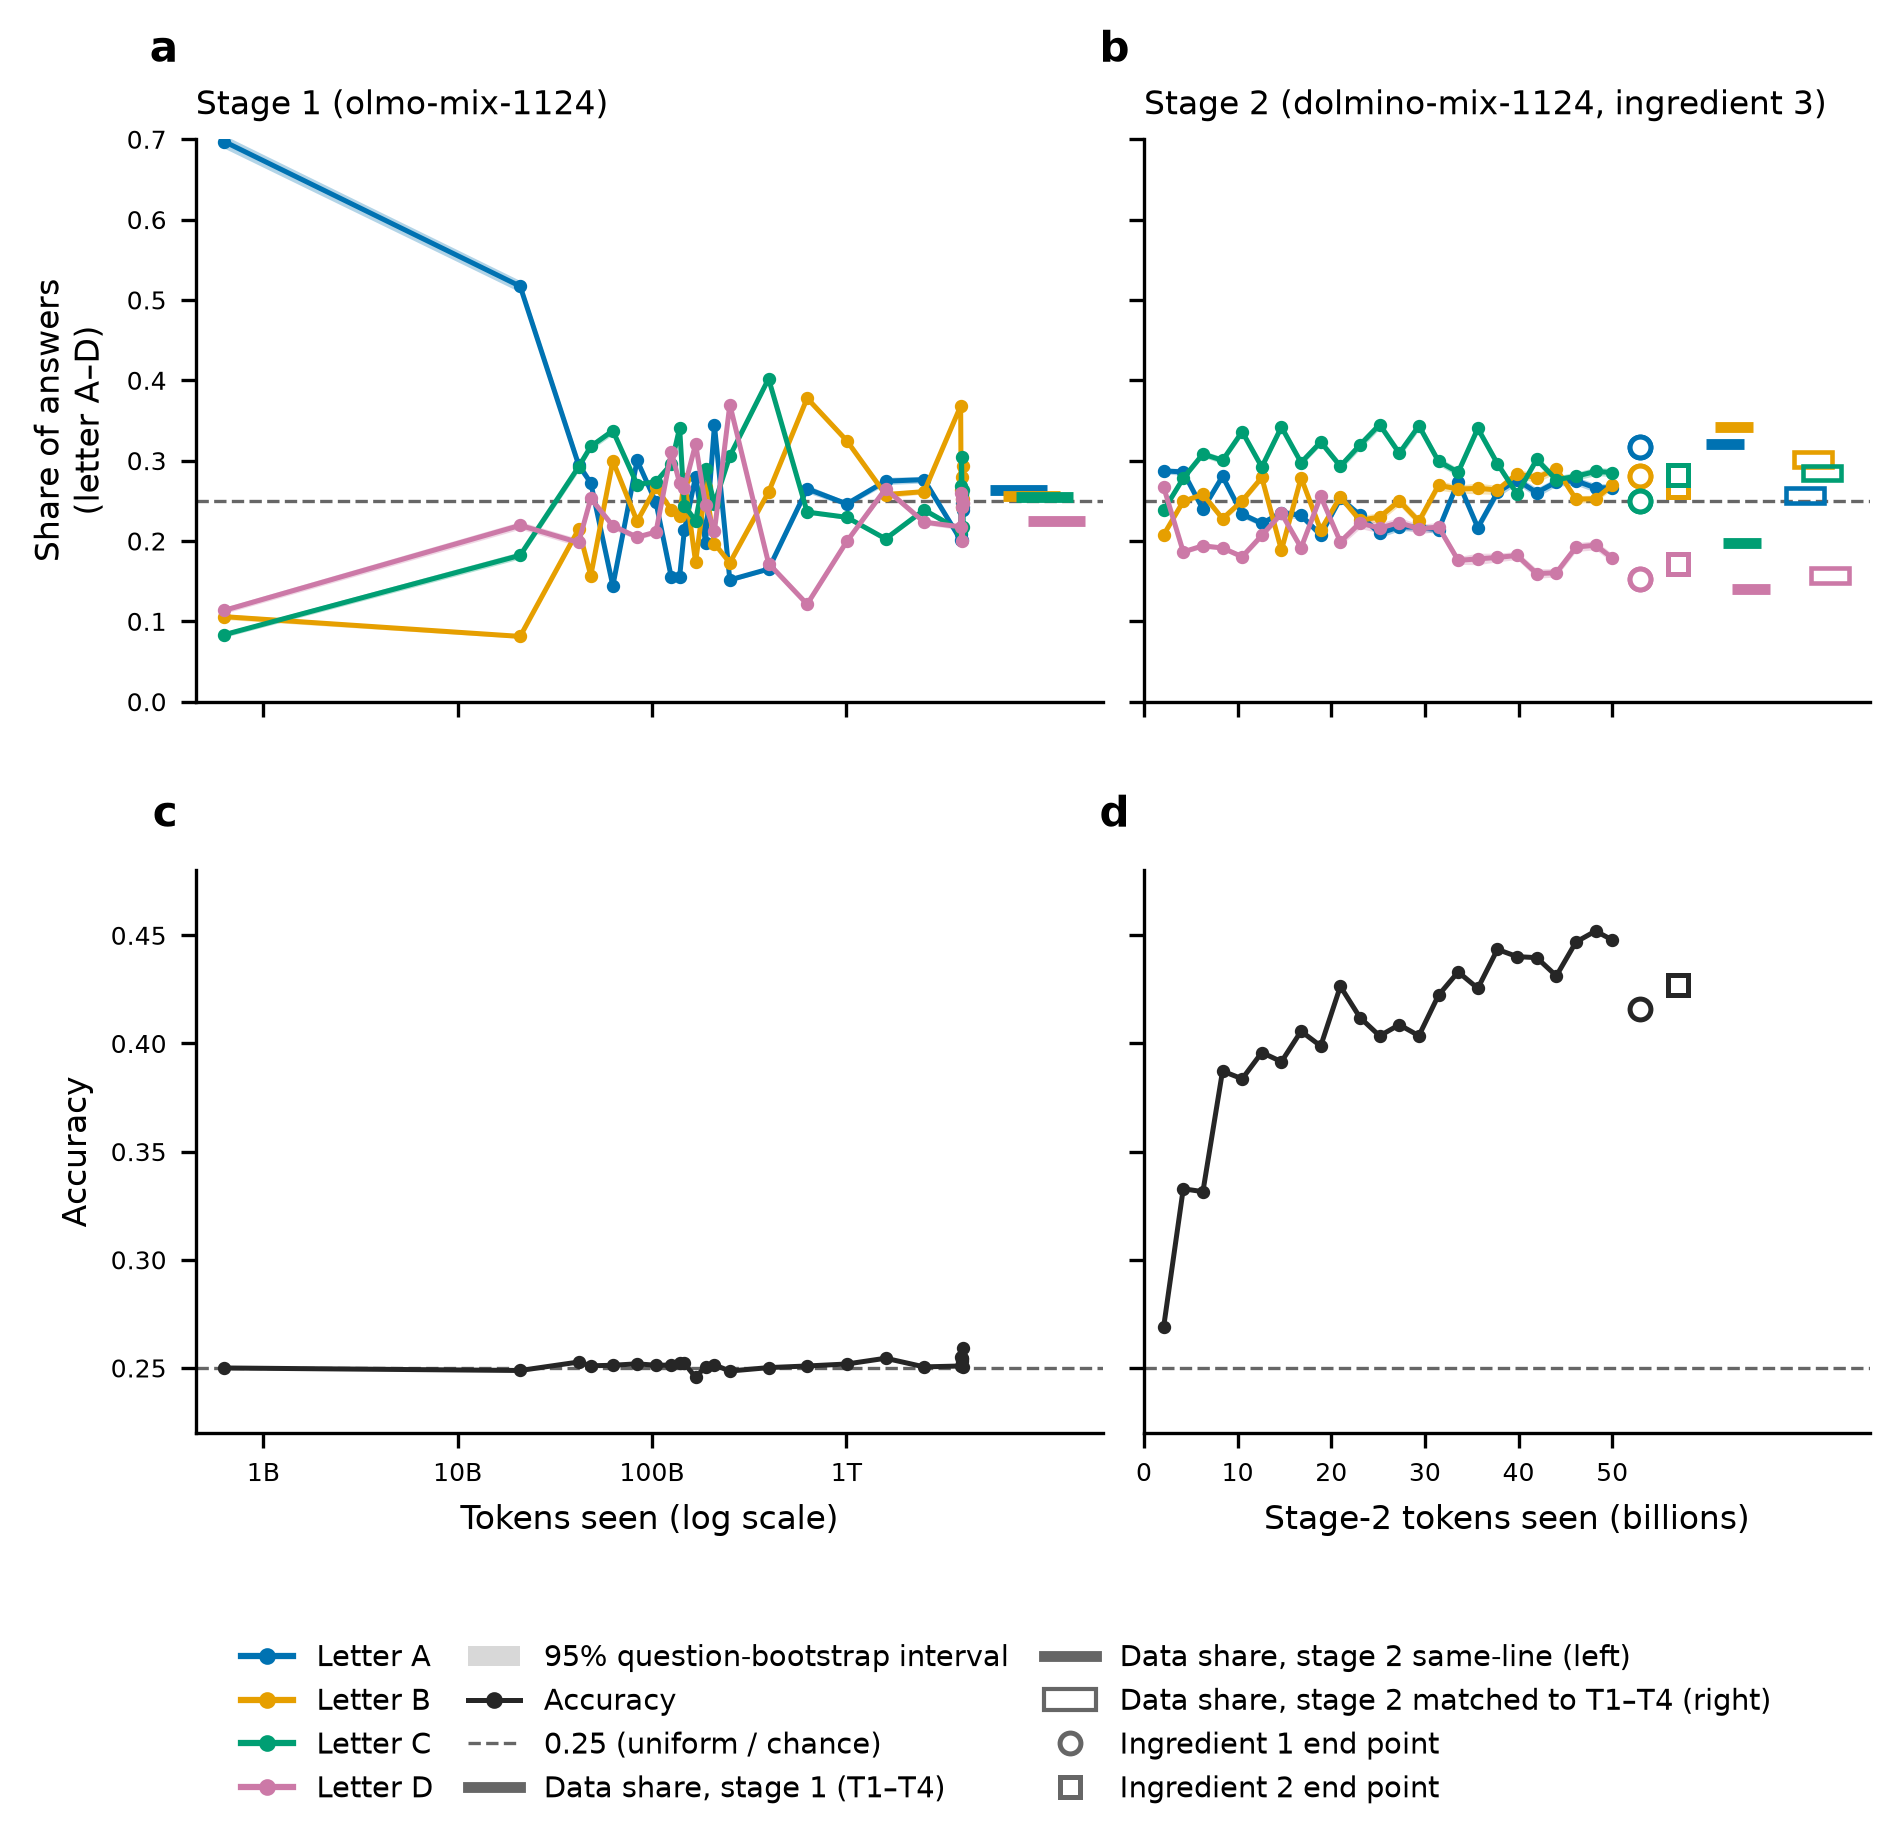 a
b
Stage 1 (olmo-mix-1124)
Stage 2 (dolmino-mix-1124, ingredient 3)
0.7
0.6
0.5
0.4
0.3
0.2
0.1
0.0
Share of answers
(letter A–D)
c
d
0.45
0.40
0.35
0.30
0.25
Accuracy
1B 10B 100B 1T
0 10 20 30 40 50
Tokens seen (log scale)
Stage-2 tokens seen (billions)
Letter A
Letter B
Letter C
Letter D
95% question-bootstrap interval
Accuracy
0.25 (uniform / chance)
Data share, stage 1 (T1–T4)
Data share, stage 2 same-line (left)
Data share, stage 2 matched to T1–T4 (right)
Ingredient 1 end point
Ingredient 2 end point